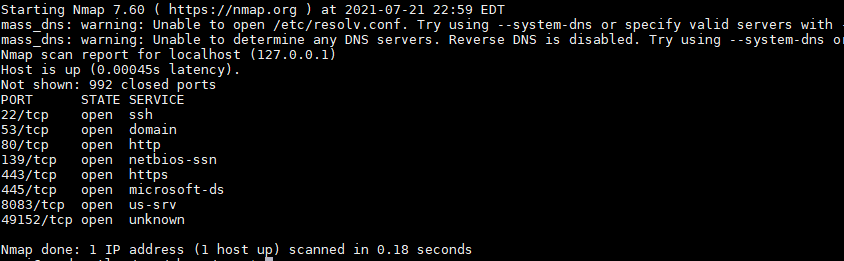 Starting Nmap 7.60 ( https://nmap.org ) at 2021-07-21 22:59 EDT
mass_dns: warning: Unable to open /etc/resolv.conf. Try using --system-dns or specify valid servers with -
mass_dns: warning: Unable to determine any DNS servers. Reverse DNS is disabled. Try using --system-dns or
Nmap scan report for localhost (127.0.0.1)
Host is up (0.00045s latency).
Not shown: 992 closed ports
PORT      STATE SERVICE
22/tcp    open  ssh
53/tcp    open  domain
80/tcp    open  http
139/tcp   open  netbios-ssn
443/tcp   open  https
445/tcp   open  microsoft-ds
8083/tcp  open  us-srv
49152/tcp open  unknown
Nmap done: 1 IP address (1 host up) scanned in 0.18 seconds